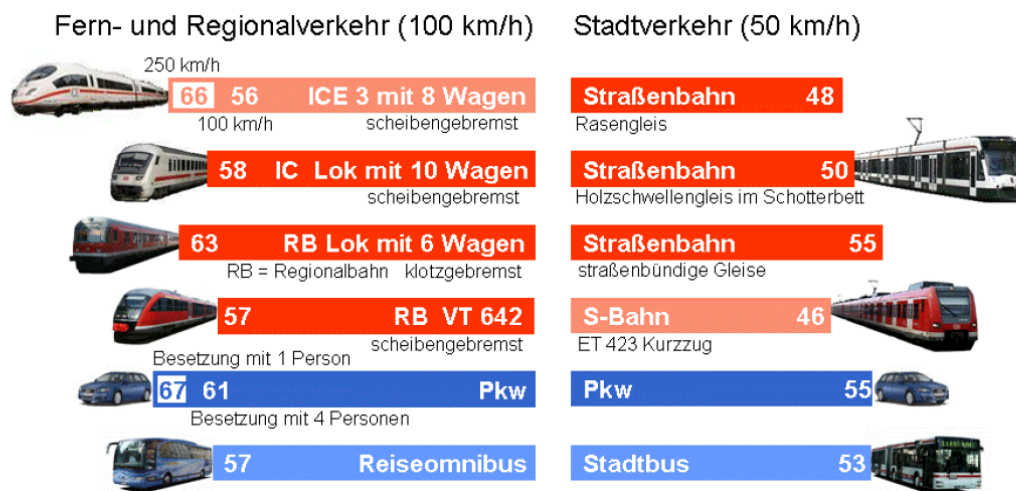 Fern- und Regionalverkehr (100 km/h)
250 km/h
66 56 ICE 3 mit 8 Wagen
100 km/h scheibengebremst
58 IC Lok mit 10 Wagen
scheibengebremst
63 RB Lok mit 6 Wagen
RB = Regionalbahn klotzgebremst
57 RB VT 642
scheibengebremst
Besetzung mit 1 Person
67 61 Pkw
Besetzung mit 4 Personen
57 Reiseomnibus
Stadtverkehr (50 km/h)
Straßenbahn 48
Rasengleis
Straßenbahn 50
Holzschwellengleis im Schotterbett
Straßenbahn 55
straßenbündige Gleise
S-Bahn 46
ET 423 Kurzzug
Pkw 55
Stadtbus 53